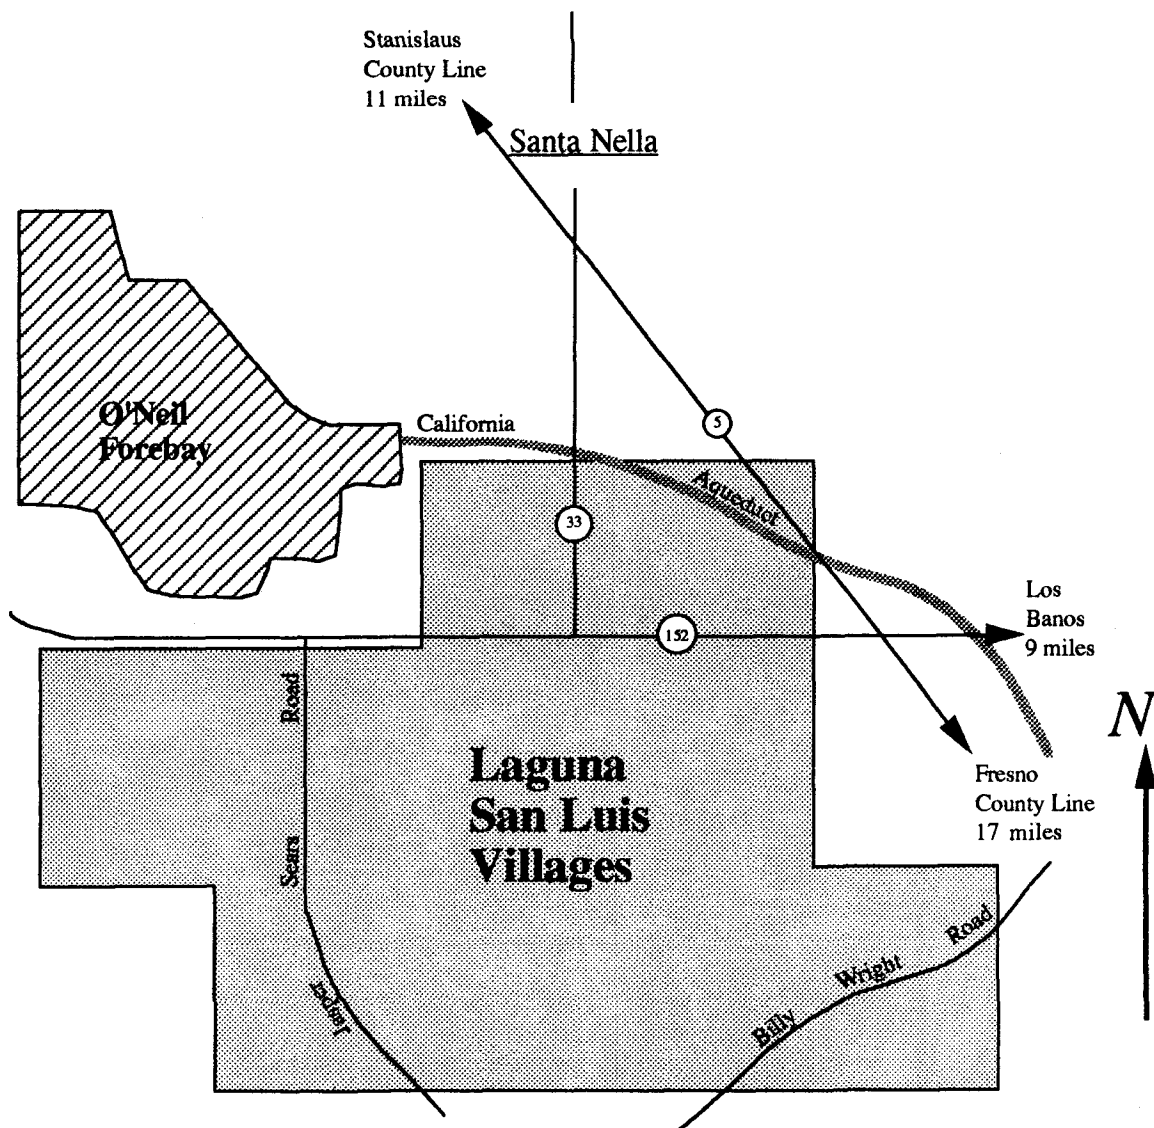 Stanislaus
County Line
11 miles
Santa Nella
O'Neil
Forebay
California
Aqueduct
5
33
152
Los
Banos
9 miles
N
Fresno
County Line
17 miles
Laguna
San Luis
Villages
Jasper Sears Road
Billy Wright Road